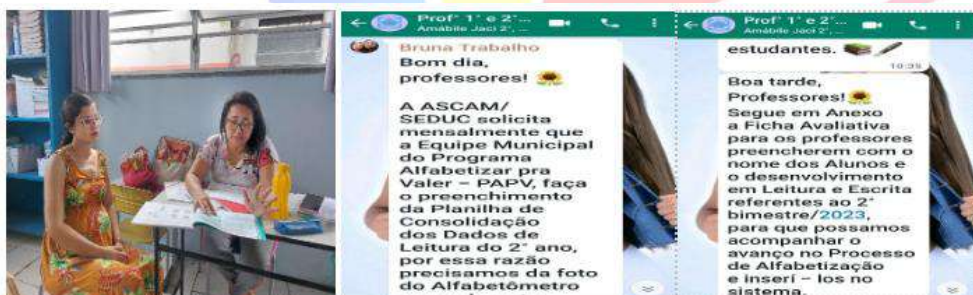 Prof° 1° e 2°...
Amábile Jaci 2°, ...
Bruna Trabalho
Bom dia,
professores! 🌻
A ASCAM/
SEDUC solicita
mensalmente que
a Equipe Municipal
do Programa
Alfabetizar pra
Valer – PAPV, faça
o preenchimento
da Planilha de
Consolidação
dos Dados de
Leitura do 2° ano,
por essa razão
precisamos da foto
do Alfabetômetro
Prof° 1° e 2°...
Amábile Jaci 2°, ...
estudantes. 📚🖊
10:35
Boa tarde,
Professores! 🌻
Segue em Anexo
a Ficha Avaliativa
para os professores
preencherem com o
nome dos Alunos e
o desenvolvimento
em Leitura e Escrita
referentes ao 2°
bimestre/2023,
para que possamos
acompanhar o
avanço no Processo
de Alfabetização
e inserí – los no
sistema.